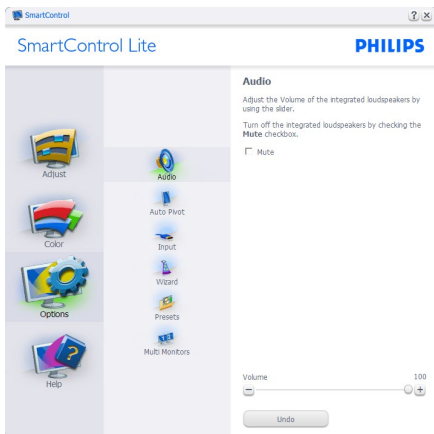 SmartControl
SmartControl Lite
PHILIPS
Adjust
Color
Options
Help
Audio
Auto Pivot
Input
Wizard
Presets
Multi Monitors
Audio
Adjust the Volume of the integrated loudspeakers by
using the slider.
Turn off the integrated loudspeakers by checking the
Mute checkbox.
Mute
Volume 100
Undo